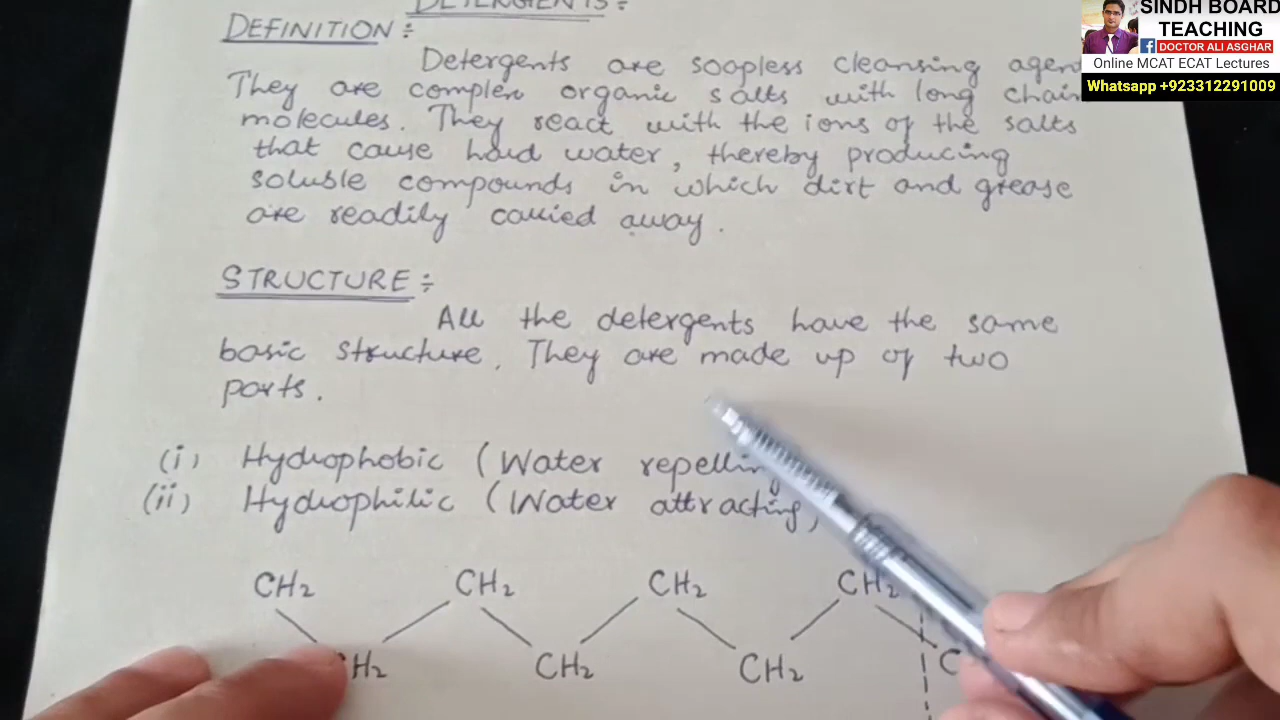 DETERGENTS:
SINDH BOARD
TEACHING
DOCTOR ALI ASGHAR
Online MCAT ECAT Lectures
Whatsapp +923312291009
DEFINITION:
Detergents are soapless cleansing agen
They are complex organic salts with long chain
molecules. They react with the ions of the salts
that cause hard water, thereby producing
soluble compounds in which dirt and grease
are readily carried away.
STRUCTURE:
All the detergents have the same
basic structure. They are made up of two
parts.
(i) Hydrophobic (Water repelling
(ii) Hydrophilic (Water attracting)
CH2 CH2 CH2 CH2
CH2 CH2 CH2 C